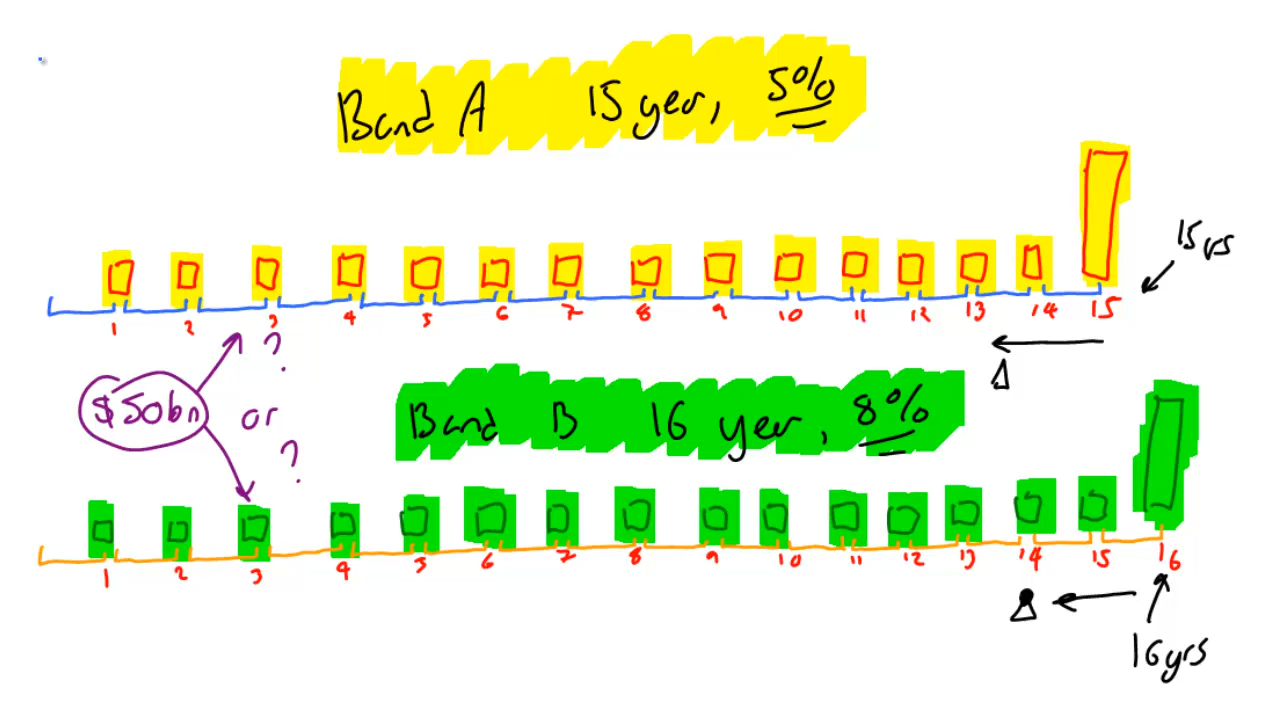 Bond A 15 year, 5%
15 yrs
1 2 3 4 5 6 7 8 9 10 11 12 13 14 15
?
$50bn or
?
Bond B 16 year, 8%
1 2 3 4 5 6 7 8 9 10 11 12 13 14 15 16
16yrs